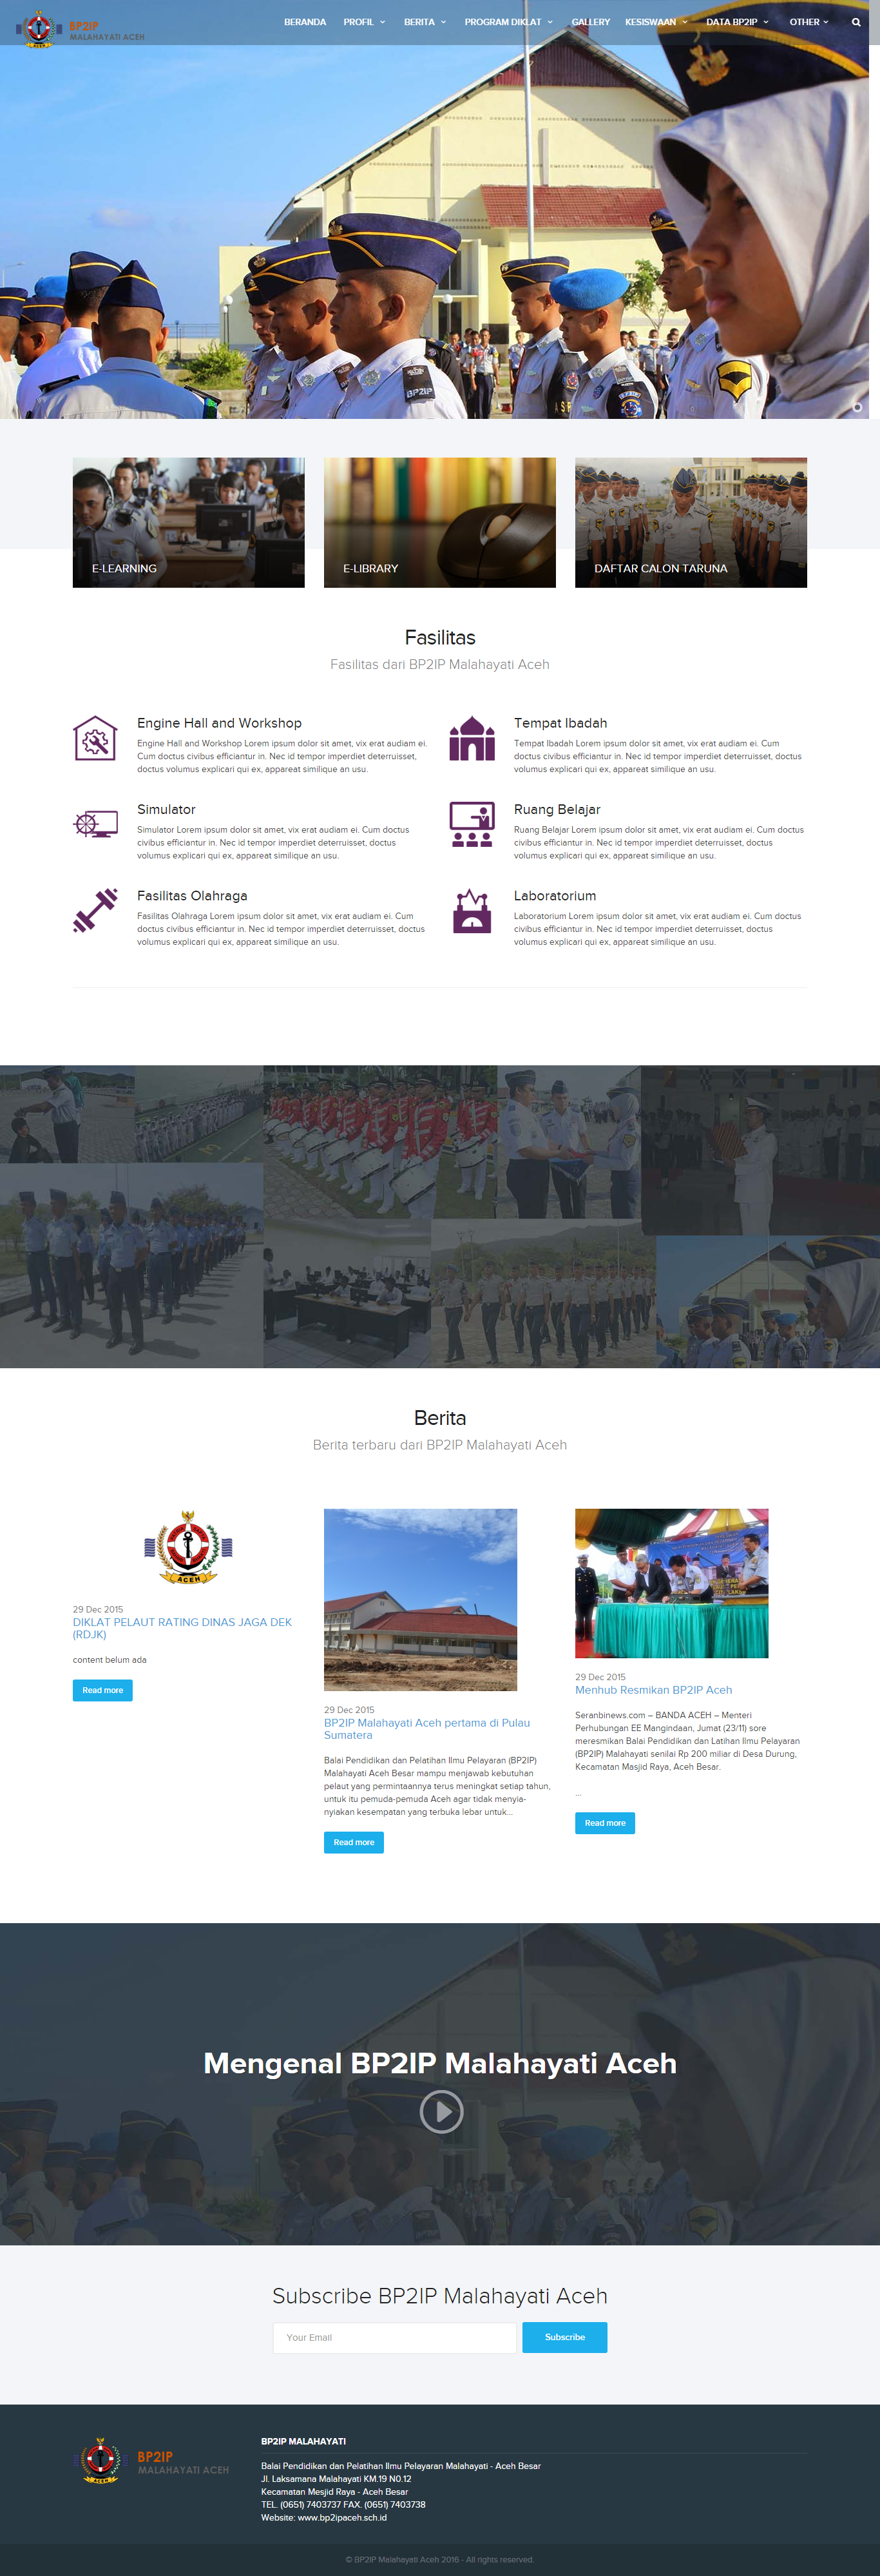 BP2IP
MALAHAYATI ACEH
BERANDA PROFIL BERITA PROGRAM DIKLAT GALLERY KESISWAAN DATA BP2IP OTHER
BP2IP
ASP
E-LEARNING
E-LIBRARY
DAFTAR CALON TARUNA
Fasilitas
Fasilitas dari BP2IP Malahayati Aceh
Engine Hall and Workshop
Engine Hall and Workshop Lorem ipsum dolor sit amet, vix erat audiam ei.
Cum doctus civibus efficiantur in. Nec id tempor imperdiet deterruisset,
doctus volumus explicari qui ex, appareat similique an usu.
Tempat Ibadah
Tempat Ibadah Lorem ipsum dolor sit amet, vix erat audiam ei. Cum
doctus civibus efficiantur in. Nec id tempor imperdiet deterruisset, doctus
volumus explicari qui ex, appareat similique an usu.
Simulator
Simulator Lorem ipsum dolor sit amet, vix erat audiam ei. Cum doctus
civibus efficiantur in. Nec id tempor imperdiet deterruisset, doctus
volumus explicari qui ex, appareat similique an usu.
Ruang Belajar
Ruang Belajar Lorem ipsum dolor sit amet, vix erat audiam ei. Cum doctus
civibus efficiantur in. Nec id tempor imperdiet deterruisset, doctus
volumus explicari qui ex, appareat similique an usu.
Fasilitas Olahraga
Fasilitas Olahraga Lorem ipsum dolor sit amet, vix erat audiam ei. Cum
doctus civibus efficiantur in. Nec id tempor imperdiet deterruisset, doctus
volumus explicari qui ex, appareat similique an usu.
Laboratorium
Laboratorium Lorem ipsum dolor sit amet, vix erat audiam ei. Cum doctus
civibus efficiantur in. Nec id tempor imperdiet deterruisset, doctus
volumus explicari qui ex, appareat similique an usu.
Berita
Berita terbaru dari BP2IP Malahayati Aceh
ACEH
29 Dec 2015
DIKLAT PELAUT RATING DINAS JAGA DEK
(RDJK)
content belum ada
Read more
29 Dec 2015
BP2IP Malahayati Aceh pertama di Pulau
Sumatera
Balai Pendidikan dan Pelatihan Ilmu Pelayaran (BP2IP)
Malahayati Aceh Besar mampu menjawab kebutuhan
pelaut yang permintaannya terus meningkat setiap tahun,
untuk itu pemuda-pemuda Aceh agar tidak menyia-
nyiakan kesempatan yang terbuka lebar untuk...
Read more
29 Dec 2015
Menhub Resmikan BP2IP Aceh
Seranbinews.com – BANDA ACEH – Menteri
Perhubungan EE Mangindaan, Jumat (23/11) sore
meresmikan Balai Pendidikan dan Latihan Ilmu Pelayaran
(BP2IP) Malahayati senilai Rp 200 miliar di Desa Durung,
Kecamatan Masjid Raya, Aceh Besar.
...
Read more
Mengenal BP2IP Malahayati Aceh
Subscribe BP2IP Malahayati Aceh
Your Email
Subscribe
ACEH
BP2IP
MALAHAYATI ACEH
BP2IP MALAHAYATI
Balai Pendidikan dan Pelatihan Ilmu Pelayaran Malahayati - Aceh Besar
Jl. Laksamana Malahayati KM.19 NO.12
Kecamatan Mesjid Raya - Aceh Besar
TEL. (0651) 7403737 FAX. (0651) 7403738
Website: www.bp2ipaceh.sch.id
© BP2IP Malahayati Aceh 2016 - All rights reserved.